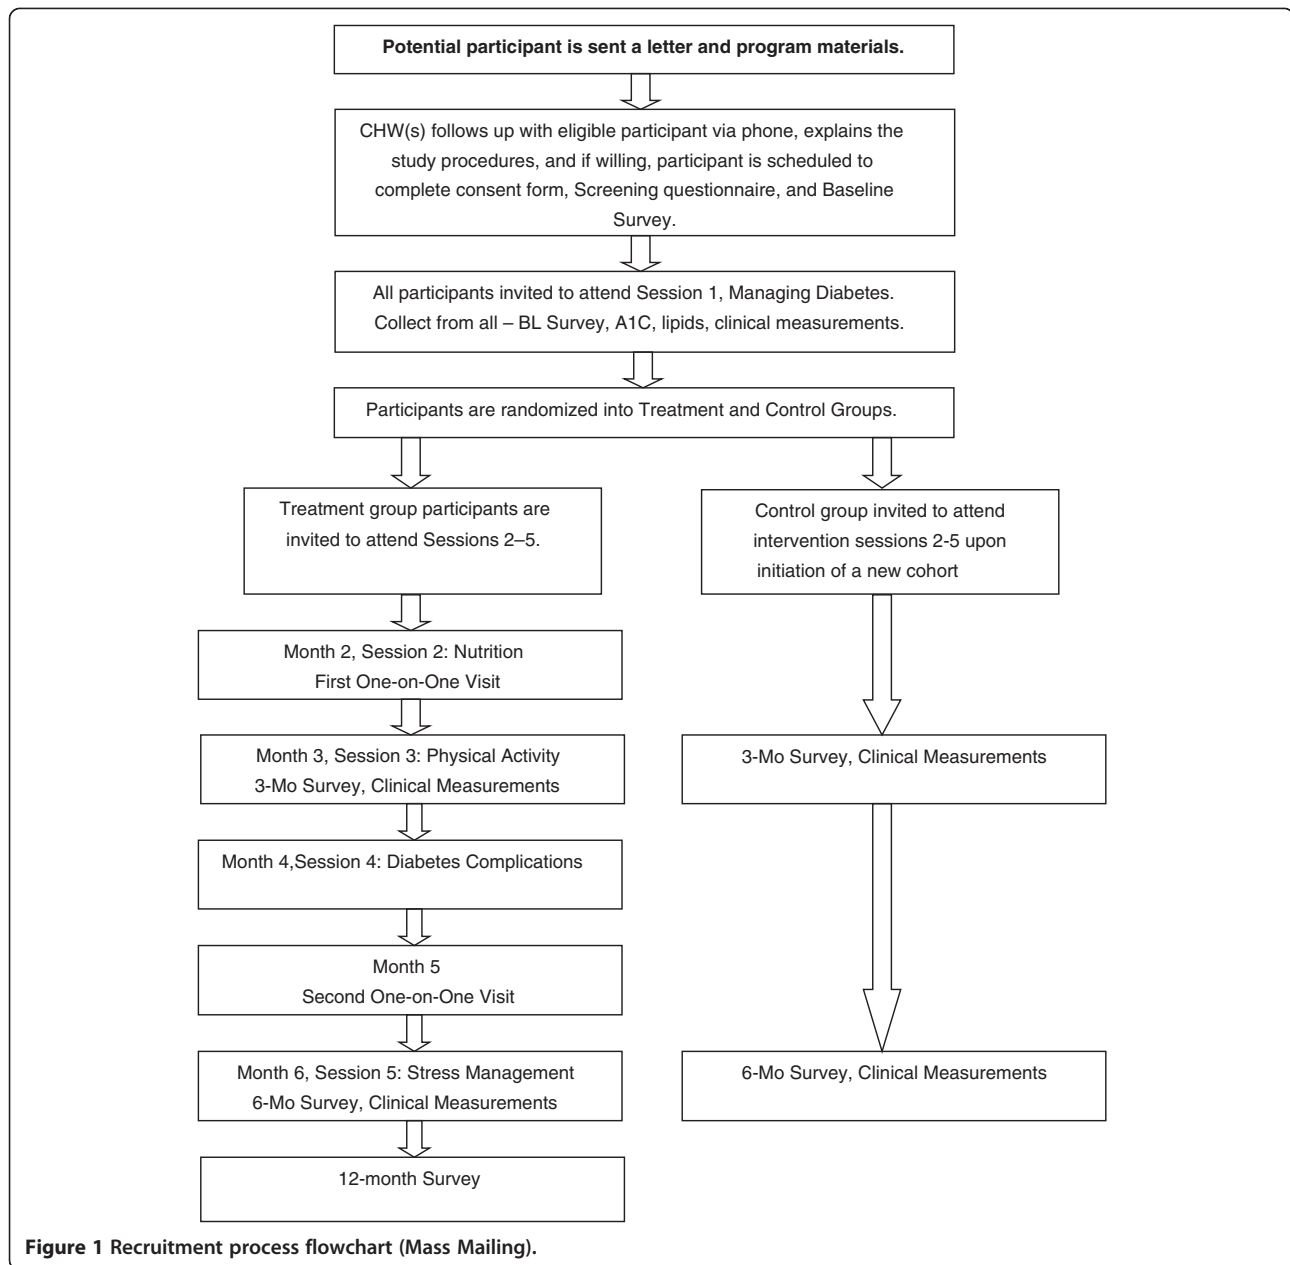 Potential participant is sent a letter and program materials.
CHW(s) follows up with eligible participant via phone, explains the
study procedures, and if willing, participant is scheduled to
complete consent form, Screening questionnaire, and Baseline
Survey.
All participants invited to attend Session 1, Managing Diabetes.
Collect from all – BL Survey, A1C, lipids, clinical measurements.
Participants are randomized into Treatment and Control Groups.
Treatment group participants are
invited to attend Sessions 2–5.
Control group invited to attend
intervention sessions 2-5 upon
initiation of a new cohort
Month 2, Session 2: Nutrition
First One-on-One Visit
Month 3, Session 3: Physical Activity
3-Mo Survey, Clinical Measurements
3-Mo Survey, Clinical Measurements
Month 4,Session 4: Diabetes Complications
Month 5
Second One-on-One Visit
Month 6, Session 5: Stress Management
6-Mo Survey, Clinical Measurements
6-Mo Survey, Clinical Measurements
12-month Survey
Figure 1 Recruitment process flowchart (Mass Mailing).